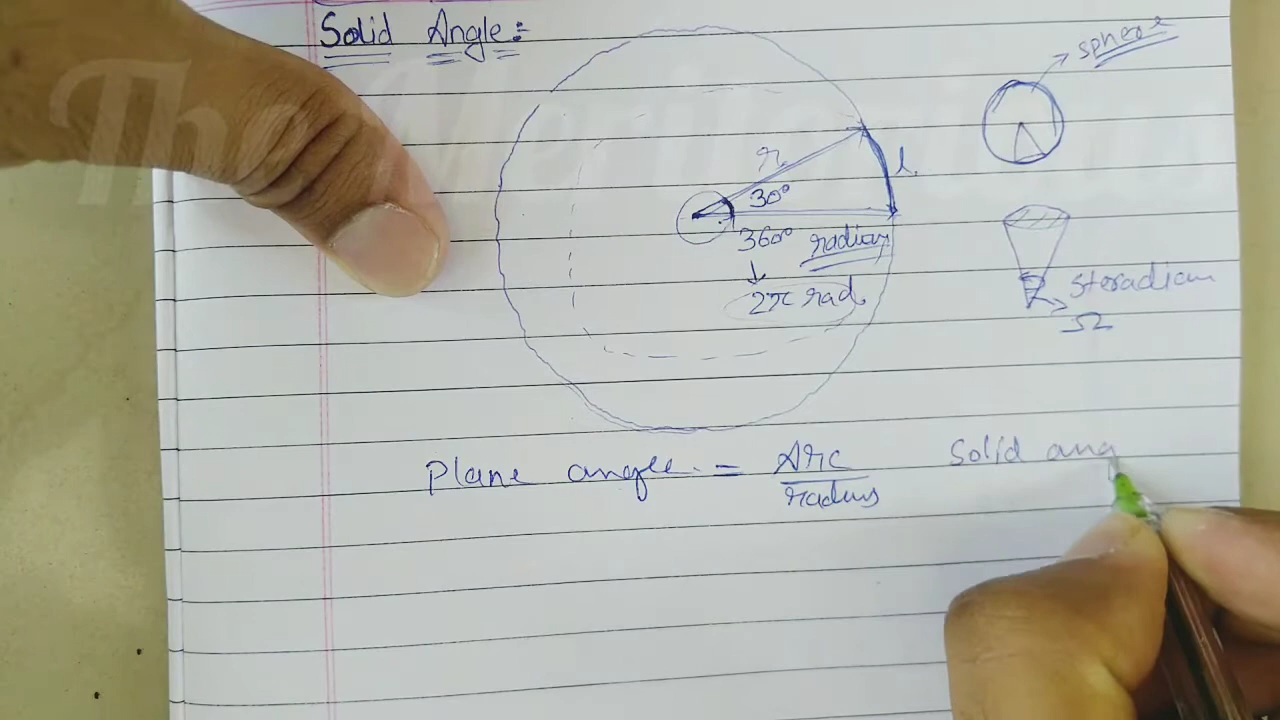 Solid Angle:
sphere
r
l
30°
360° radian
2π rad
steradian
Ω
Plane angle = Arc
radius
Solid ang